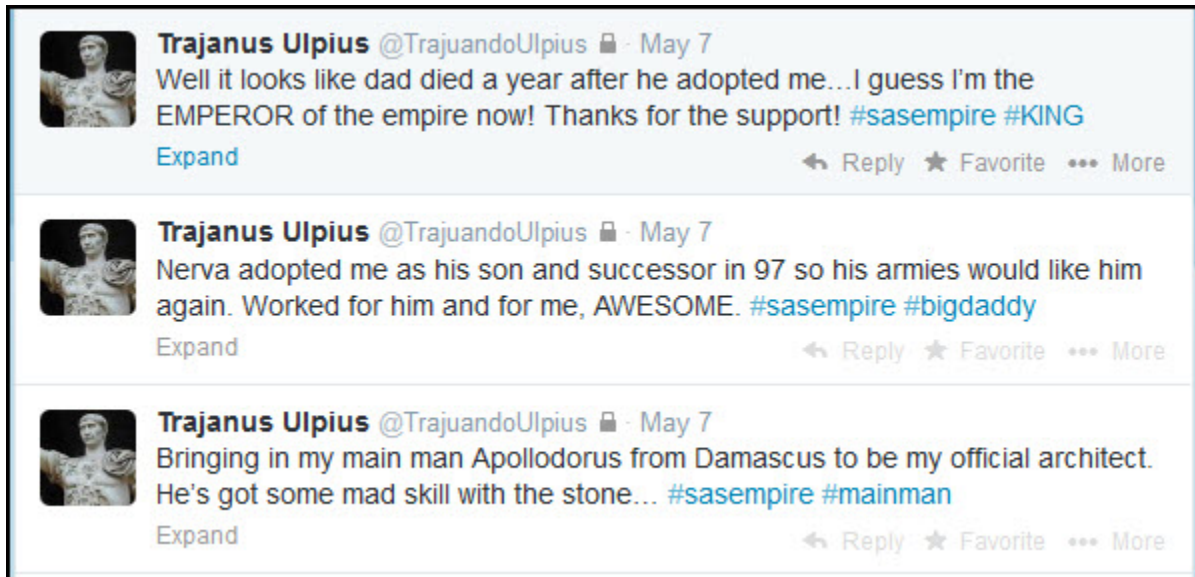 Trajanus Ulpius @TrajuandoUlpius · May 7
Well it looks like dad died a year after he adopted me...I guess I'm the
EMPEROR of the empire now! Thanks for the support! #sasempire #KING
Expand Reply Favorite More
Trajanus Ulpius @TrajuandoUlpius · May 7
Nerva adopted me as his son and successor in 97 so his armies would like him
again. Worked for him and for me, AWESOME. #sasempire #bigdaddy
Expand Reply Favorite More
Trajanus Ulpius @TrajuandoUlpius · May 7
Bringing in my main man Apollodorus from Damascus to be my official architect.
He's got some mad skill with the stone... #sasempire #mainman
Expand Reply Favorite More